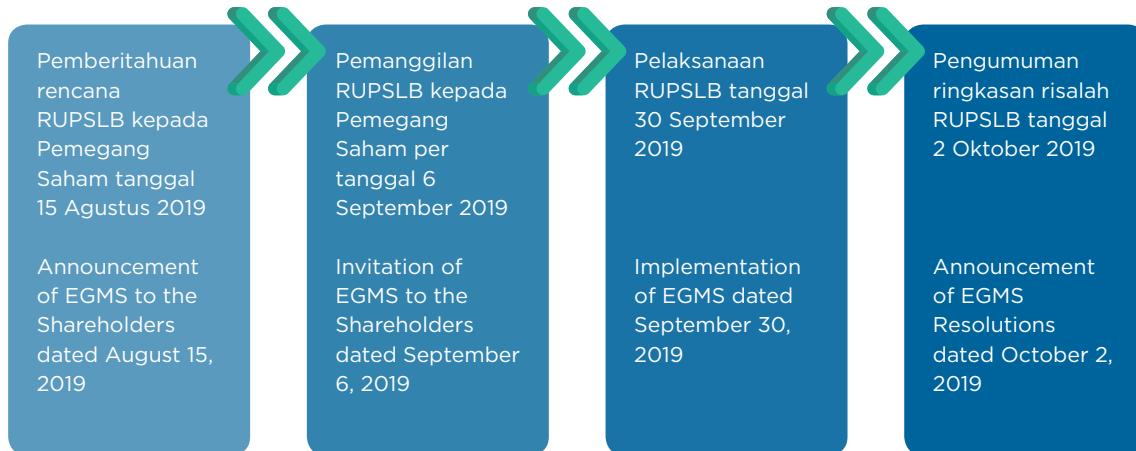 Pemberitahuan
rencana
RUPSLB kepada
Pemegang
Saham tanggal
15 Agustus 2019
Announcement
of EGMS to the
Shareholders
dated August 15,
2019
Pemanggilan
RUPSLB kepada
Pemegang
Saham per
tanggal 6
September 2019
Invitation of
EGMS to the
Shareholders
dated September
6, 2019
Pelaksanaan
RUPSLB tanggal
30 September
2019
Implementation
of EGMS dated
September 30,
2019
Pengumuman
ringkasan risalah
RUPSLB tanggal
2 Oktober 2019
Announcement
of EGMS
Resolutions
dated October 2,
2019